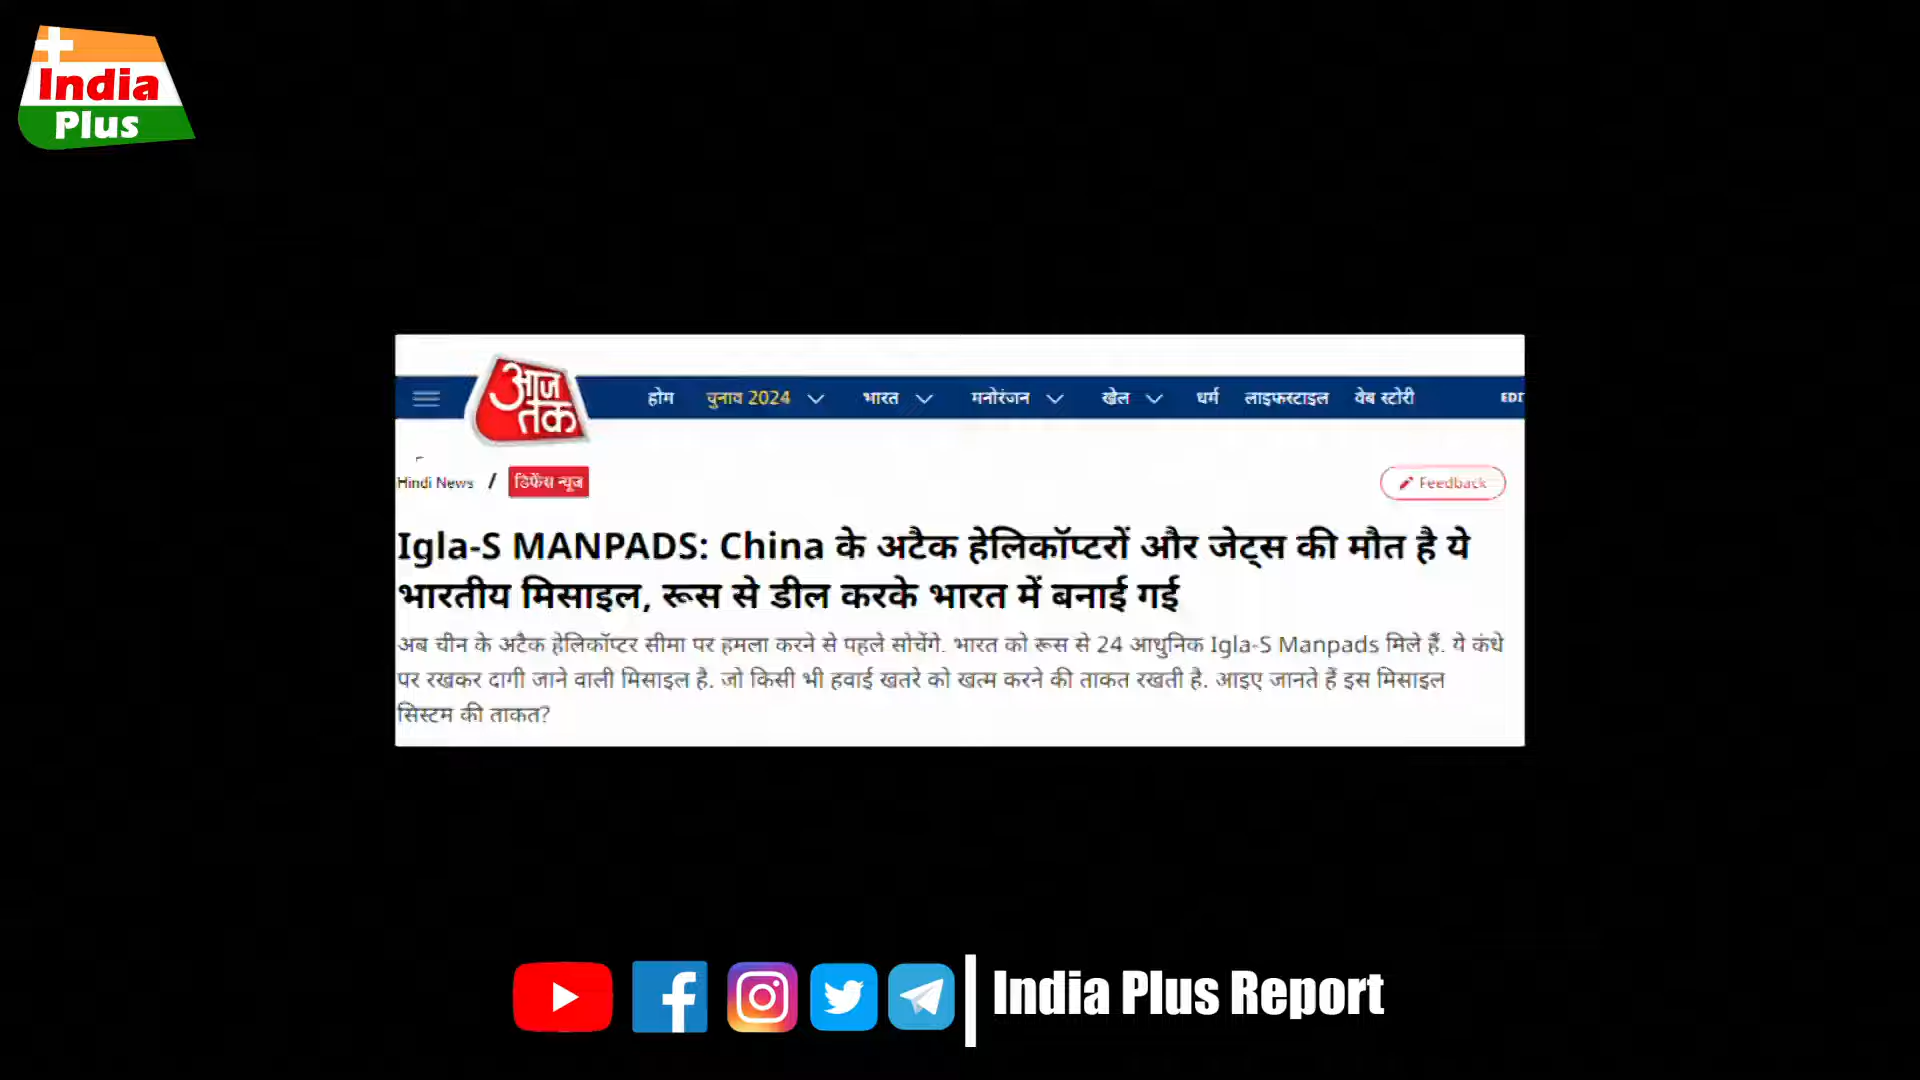 India
Plus
आज
तक
होम चुनाव 2024 भारत मनोरंजन खेल धर्म लाइफस्टाइल वेब स्टोरी EDI
Hindi News / डिफेंस न्यूज
Feedback
Igla-S MANPADS: China के अटैक हेलिकॉप्टरों और जेट्स की मौत है ये
भारतीय मिसाइल, रूस से डील करके भारत में बनाई गई
अब चीन के अटैक हेलिकॉप्टर सीमा पर हमला करने से पहले सोचेंगे. भारत को रूस से 24 आधुनिक Igla-S Manpads मिले हैं. ये कंधे
पर रखकर दागी जाने वाली मिसाइल है. जो किसी भी हवाई खतरे को खत्म करने की ताकत रखती है. आइए जानते हैं इस मिसाइल
सिस्टम की ताकत?
India Plus Report